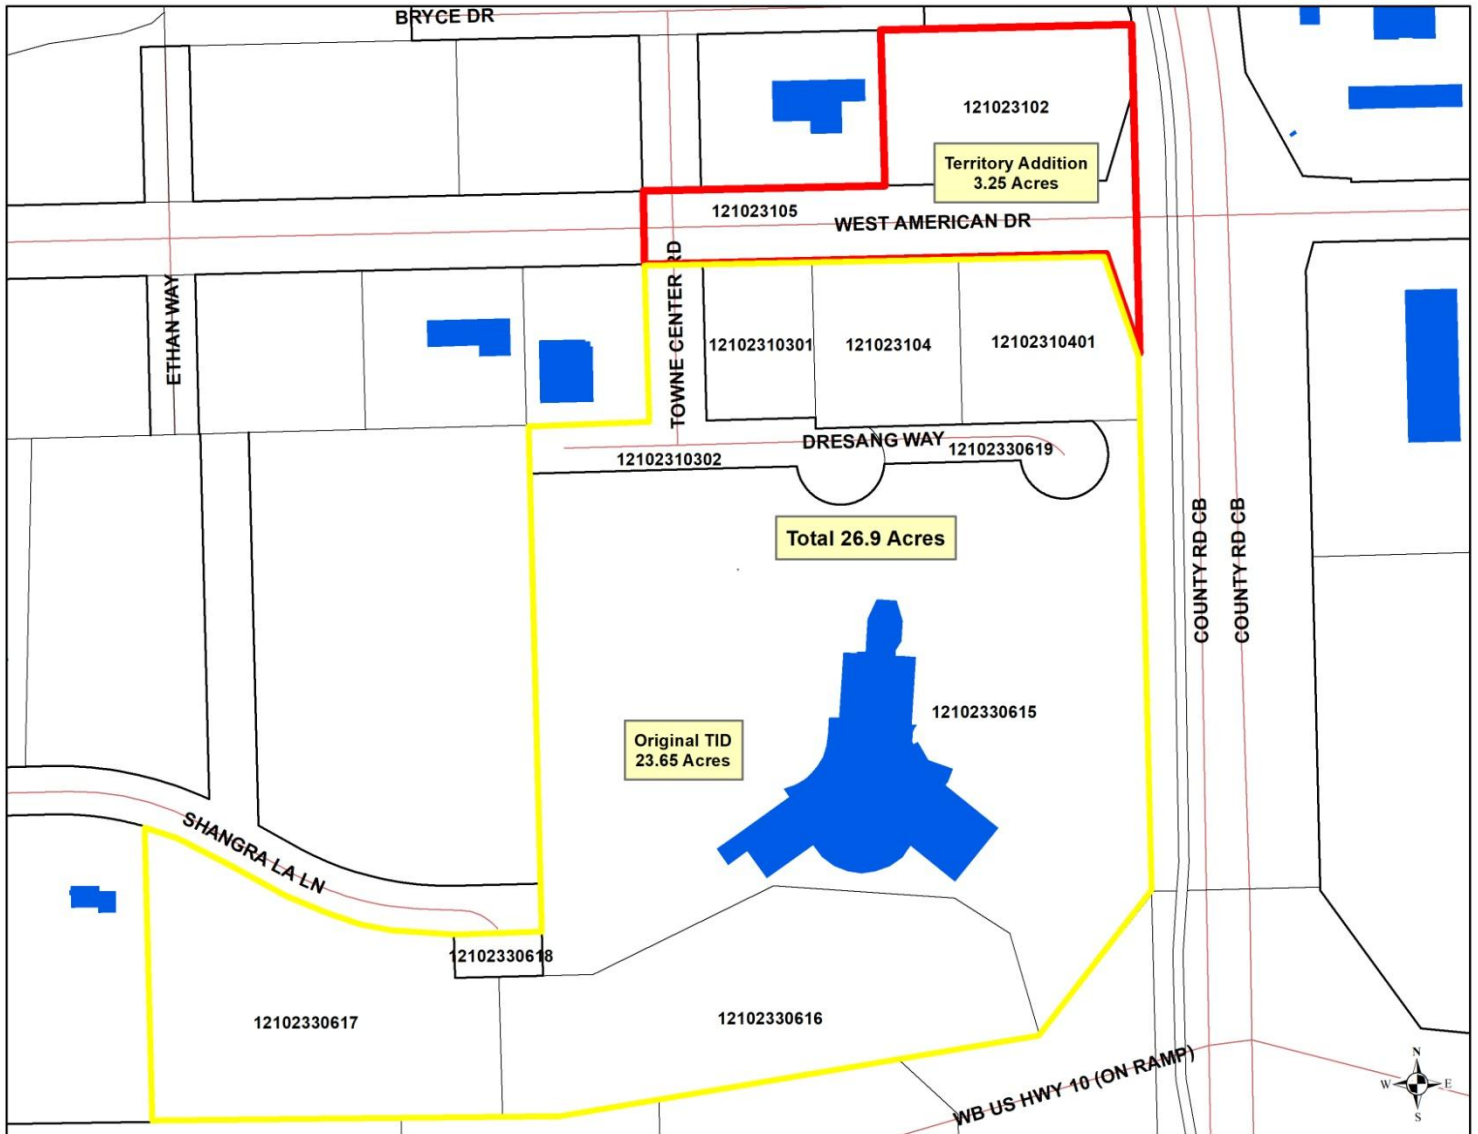 BRYCE DR
121023102
Territory Addition
3.25 Acres
121023105
WEST AMERICAN DR
ETHAN WAY
TOWNE CENTER RD
12102310301
121023104
12102310401
DRESANG WAY
12102310302
12102330619
Total 26.9 Acres
COUNTY RD CB
COUNTY RD CB
12102330615
Original TID
23.65 Acres
SHANGRA LA LN
12102330618
12102330617
12102330616
WB US HWY 10 (ON RAMP)
N
W
E
S